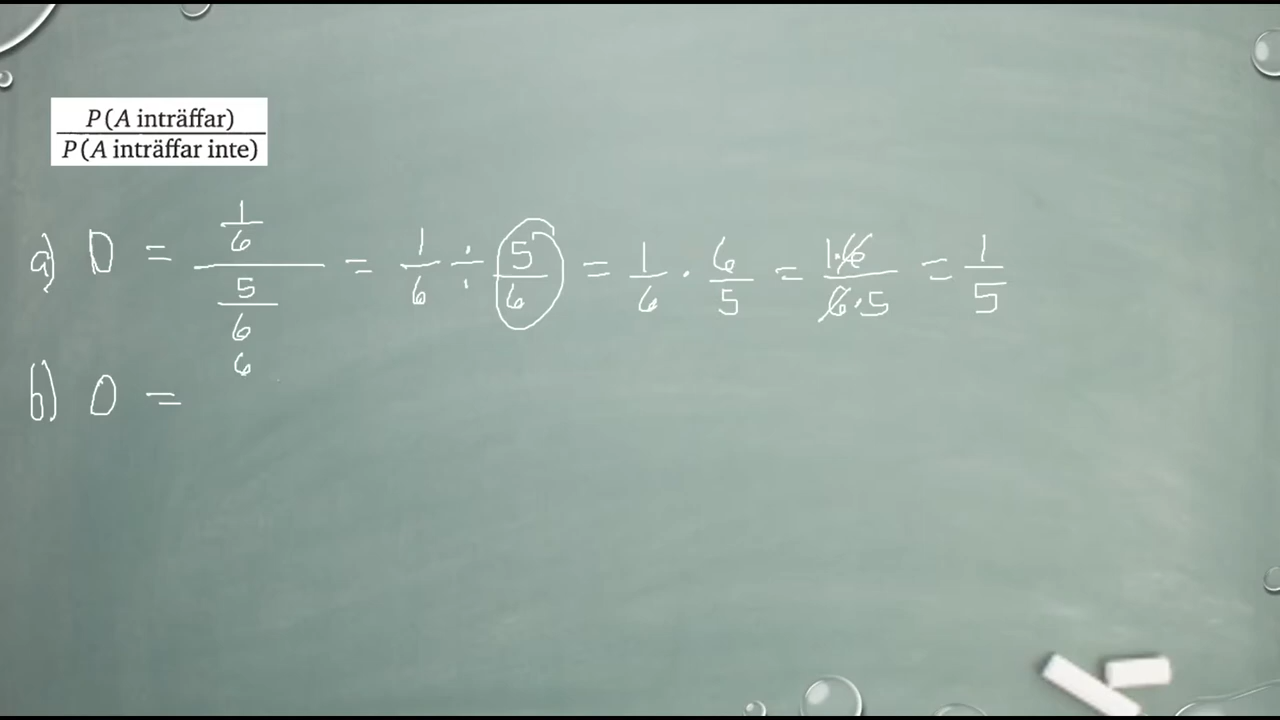 P(A inträffar)
P(A inträffar inte)
a) O = 1/6 / 5/6 = 1/6 ÷ 5/6 = 1/6 · 6/5 = 1·6/6·5 = 1/5
6
b) O =